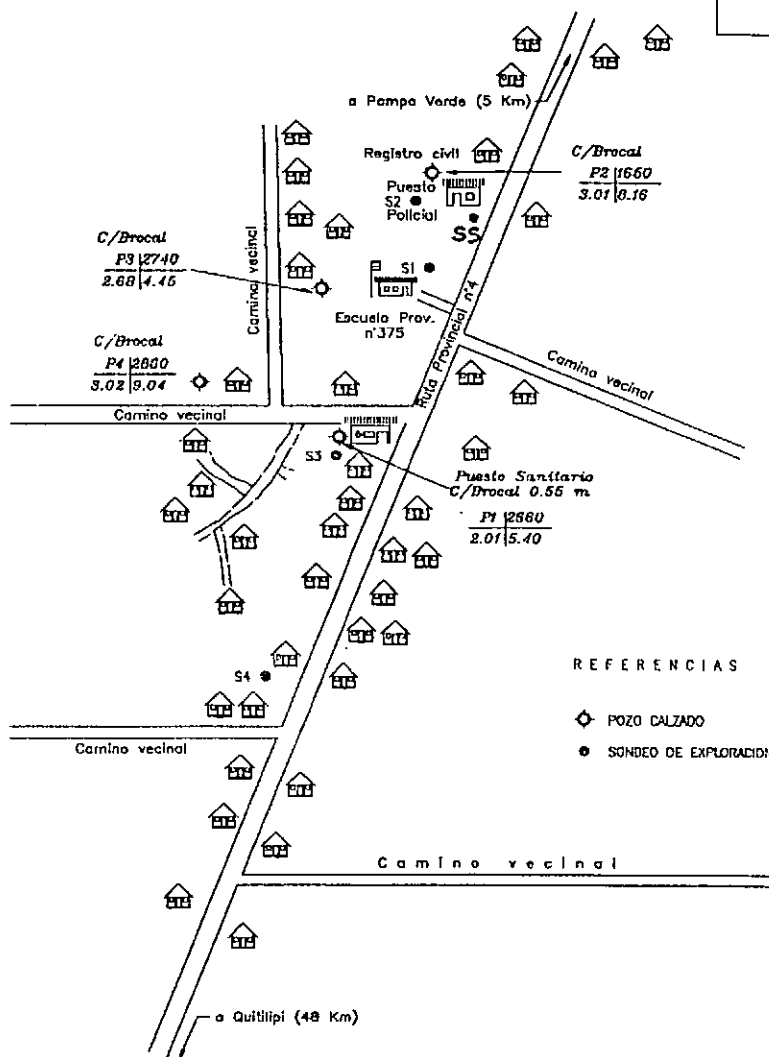 a Pampa Verde (5 Km)
Registro civil
C/Brocal
P2 1660
3.01 8.16
Puesto
S2
Policial
SS
C/Brocal
P3 2740
2.68 4.45
Camino vecinal
S1
Escuela Prov.
n°375
Ruta Provincial n°4
C/Brocal
P4 2860
3.02 9.04
Camino vecinal
Camino vecinal
S3
Puesto Sanitario
C/Brocal 0.55 m
P1 2660
2.01 5.40
S4
REFERENCIAS
POZO CALZADO
Camino vecinal
SONDEO DE EXPLORACION
Camino vecinal
a Quitilipi (48 Km)